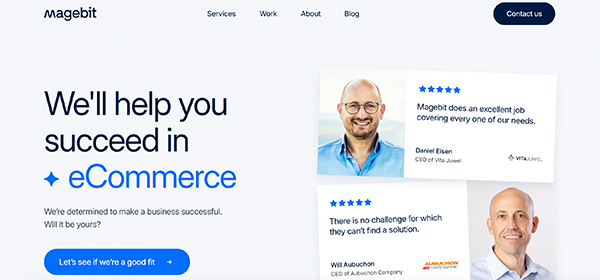 magebit
Services Work About Blog
Contact us
We'll help you
succeed in
eCommerce
We're determined to make a business successful.
Will it be yours?
Let's see if we're a good fit →
Magebit does an excellent job
covering every one of our needs.
Daniel Eisen
CEO of Vita Juwel
VITAJUWEL
There is no challenge for which
they can't find a solution.
Will Aubuchon
CEO of Aubuchon Company
AUBUCHON
HARDWARE